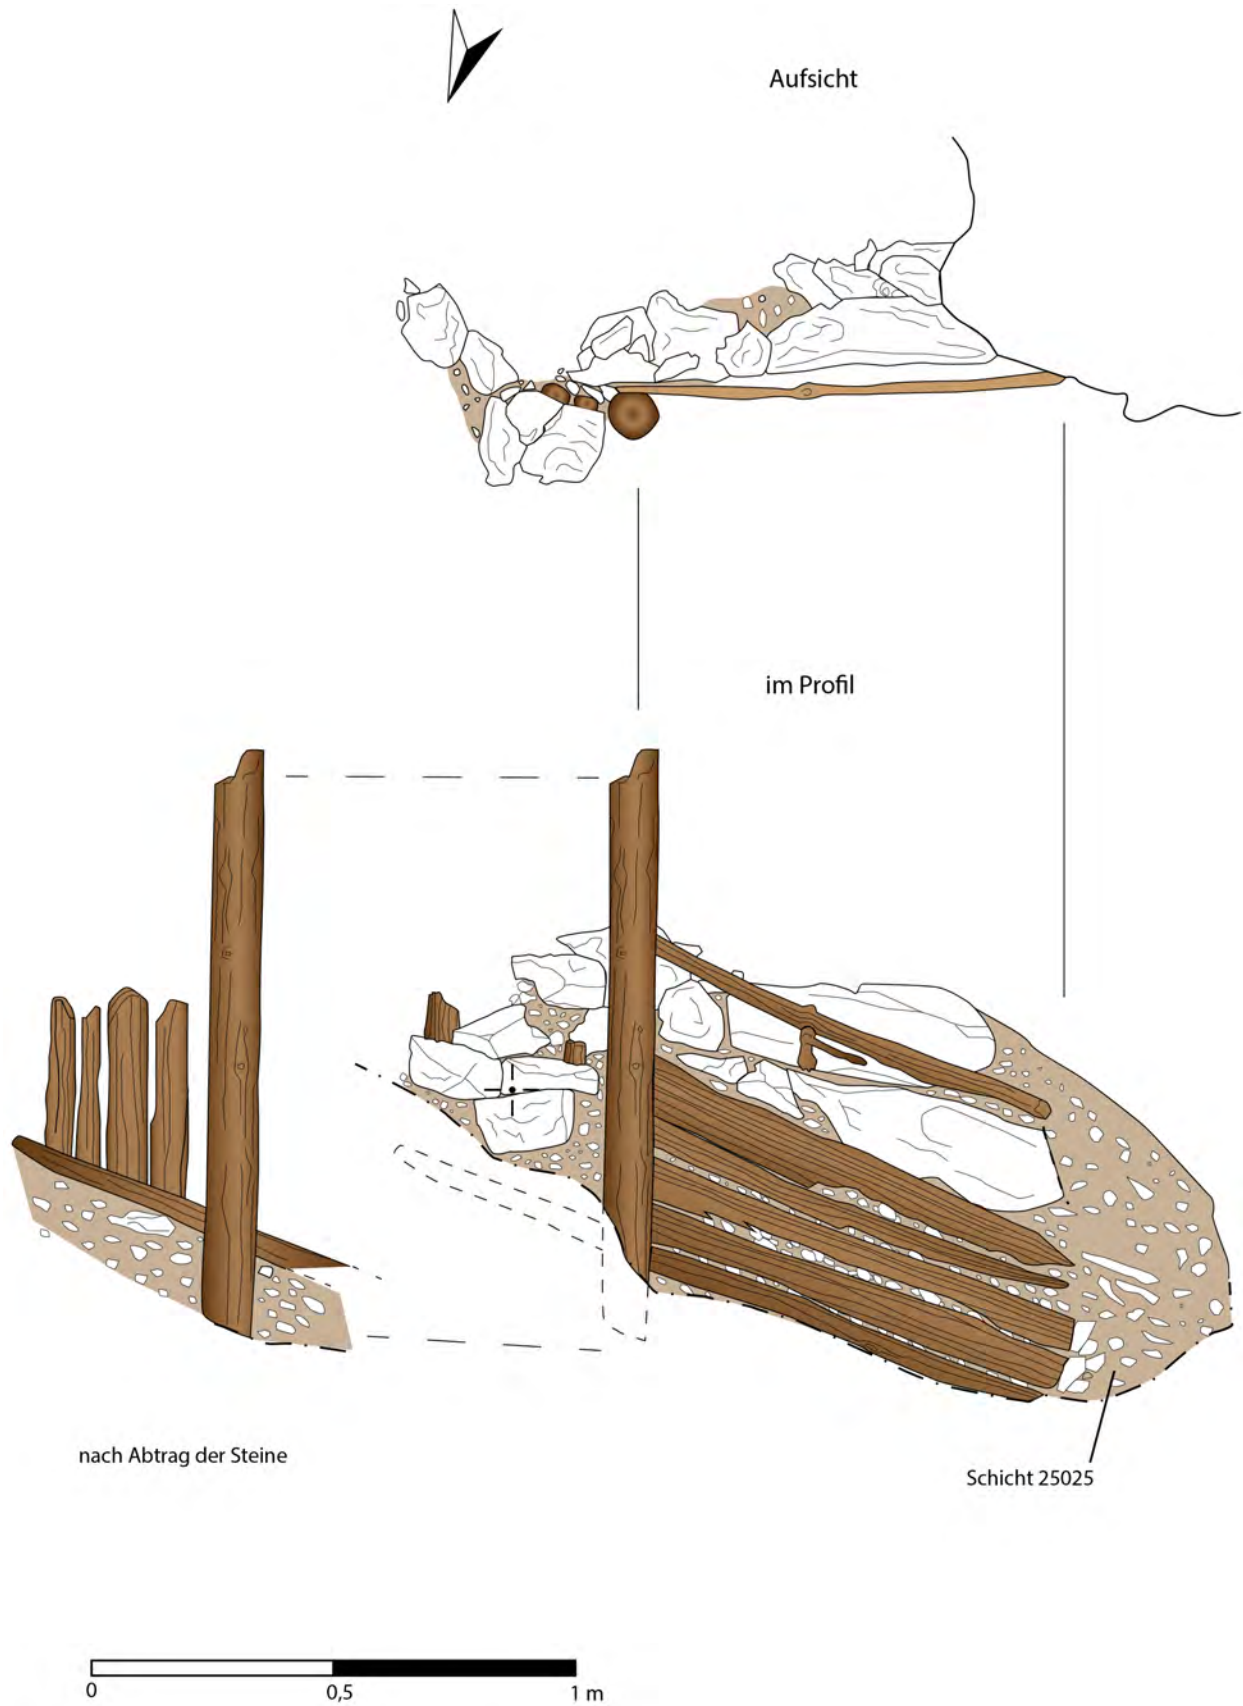 Aufsicht
im Profil
nach Abtrag der Steine
Schicht 25025
0 0,5 1 m